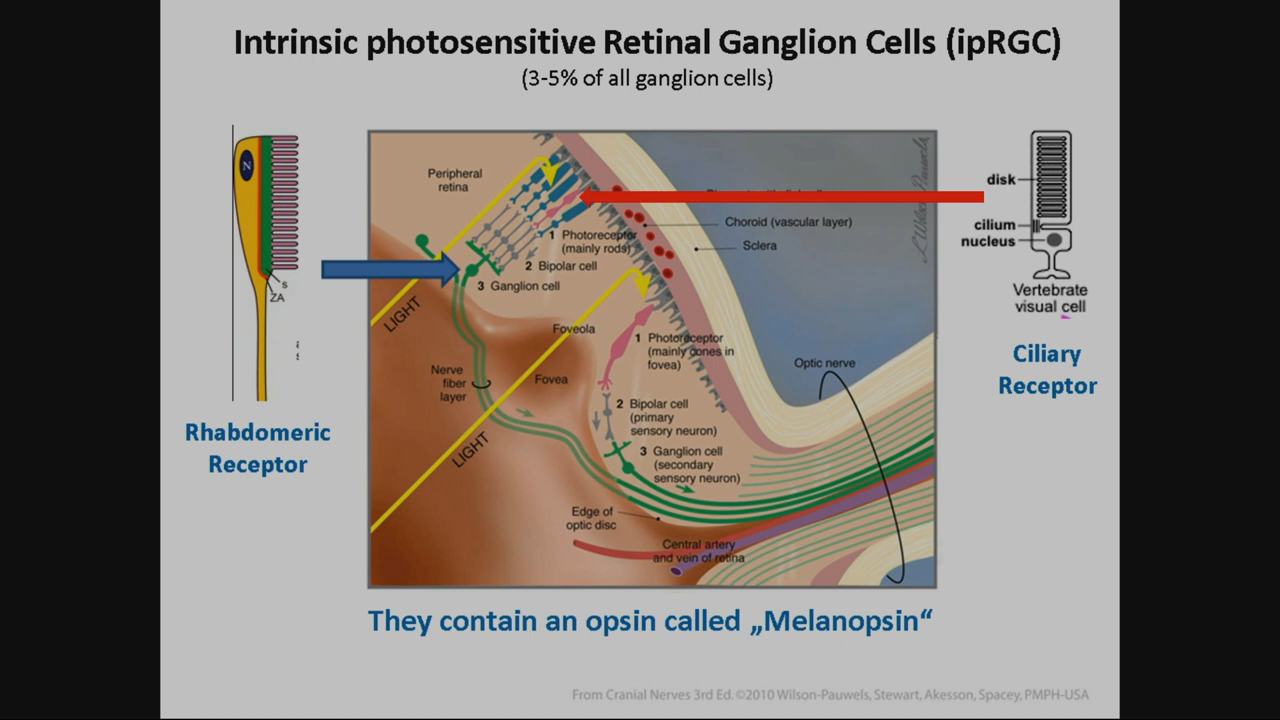 Intrinsic photosensitive Retinal Ganglion Cells (ipRGC)
(3-5% of all ganglion cells)
N
s
ZA
Rhabdomeric
Receptor
Peripheral
retina
1 Photoreceptor
(mainly rods)
2 Bipolar cell
3 Ganglion cell
LIGHT
Foveola
Fovea
Nerve
fiber
layer
LIGHT
Choroid (vascular layer)
Sclera
1 Photoreceptor
(mainly cones in
fovea)
Optic nerve
2 Bipolar cell
(primary
sensory neuron)
3 Ganglion cell
(secondary
sensory neuron)
Edge of
optic disc
Central artery
and vein of retina
disk
cilium
nucleus
Vertebrate
visual cell
Ciliary
Receptor
They contain an opsin called „Melanopsin“
From Cranial Nerves 3rd Ed. ©2010 Wilson-Pauwels, Stewart, Akesson, Spacey, PMPH-USA